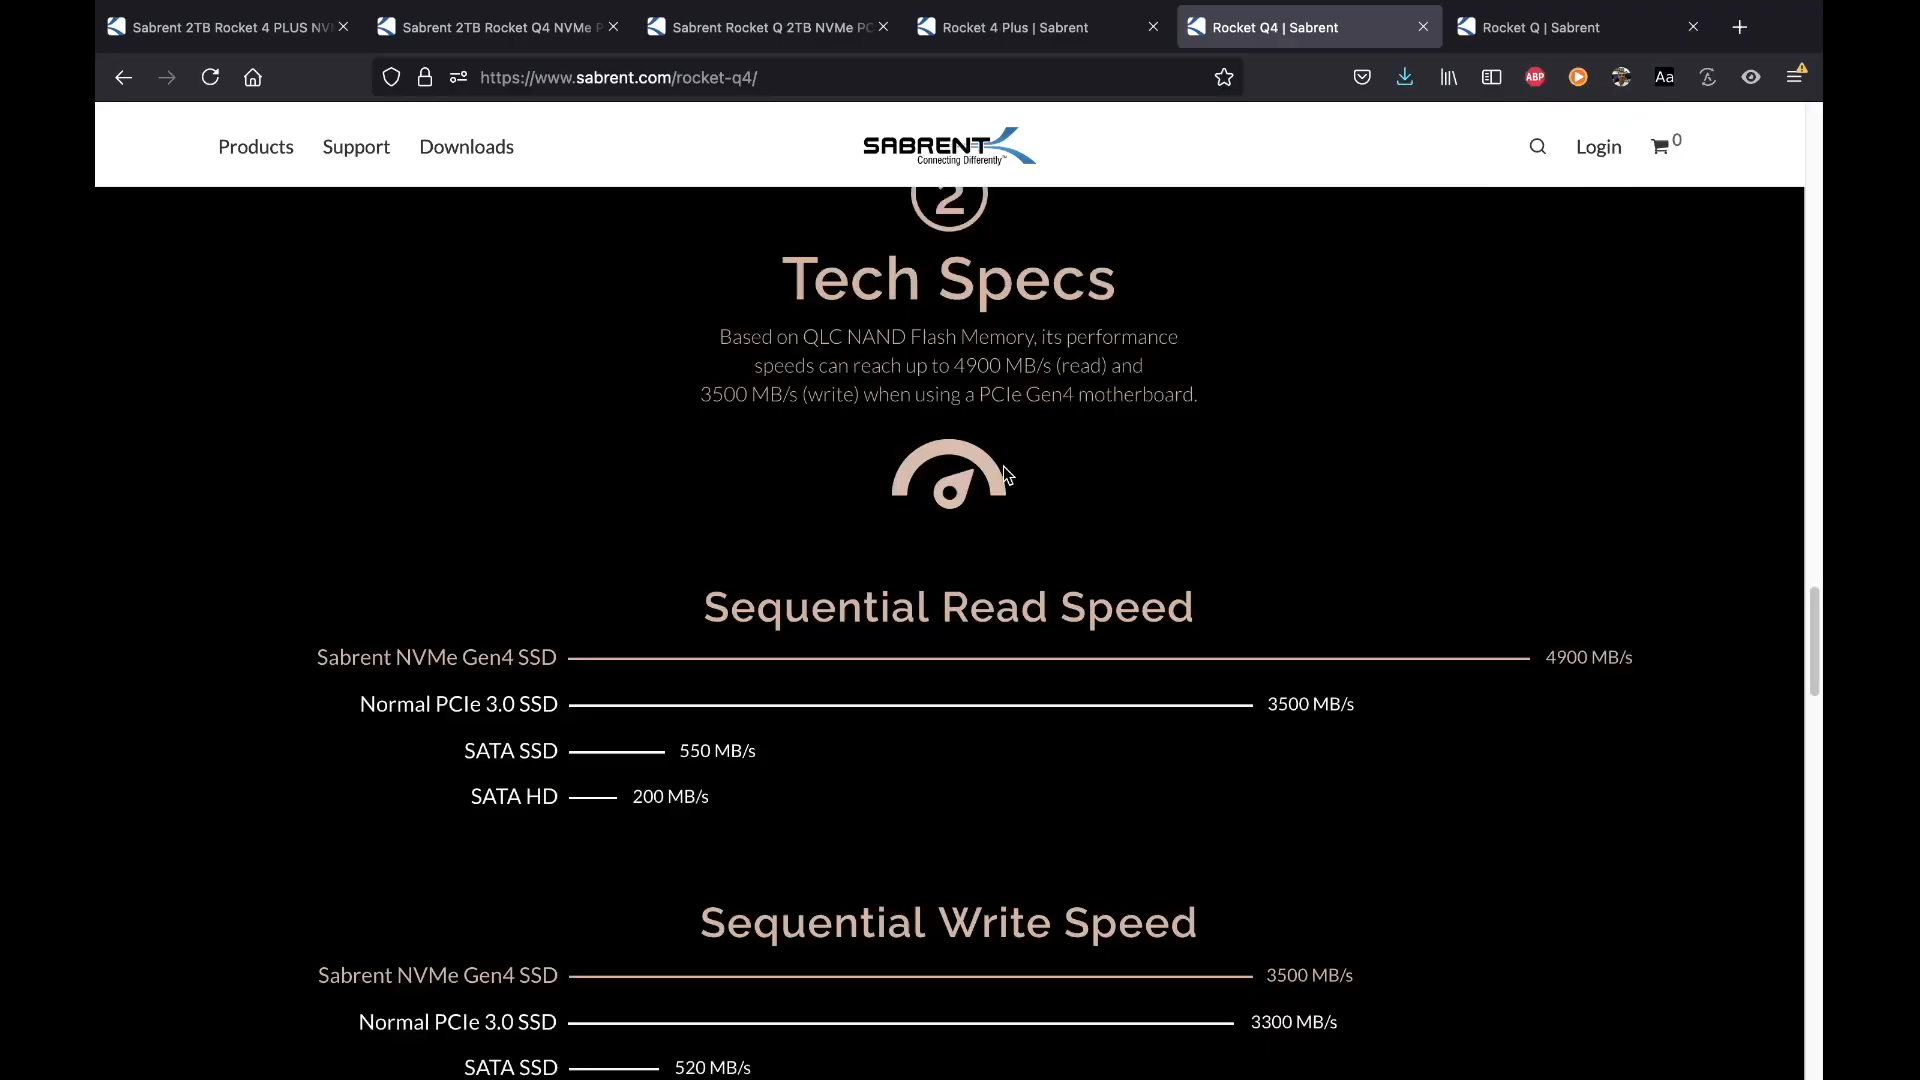 Sabrent 2TB Rocket 4 PLUS NV
Sabrent 2TB Rocket Q4 NVMe P
Sabrent Rocket Q 2TB NVMe PC
Rocket 4 Plus | Sabrent
Rocket Q4 | Sabrent
Rocket Q | Sabrent
https://www.sabrent.com/rocket-q4/
ABP
Aa
Products
Support
Downloads
SABRENT
Connecting Differently™
Login
0
2
Tech Specs
Based on QLC NAND Flash Memory, its performance
speeds can reach up to 4900 MB/s (read) and
3500 MB/s (write) when using a PCIe Gen4 motherboard.
Sequential Read Speed
Sabrent NVMe Gen4 SSD 4900 MB/s
Normal PCIe 3.0 SSD 3500 MB/s
SATA SSD 550 MB/s
SATA HD 200 MB/s
Sequential Write Speed
Sabrent NVMe Gen4 SSD 3500 MB/s
Normal PCIe 3.0 SSD 3300 MB/s
SATA SSD 520 MB/s